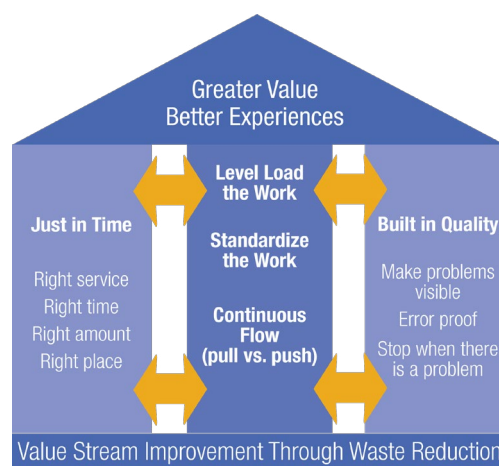 Greater Value
Better Experiences
Just in Time
Right service
Right time
Right amount
Right place
Level Load
the Work
Standardize
the Work
Continuous
Flow
(pull vs. push)
Built in Quality
Make problems
visible
Error proof
Stop when there
is a problem
Value Stream Improvement Through Waste Reduction